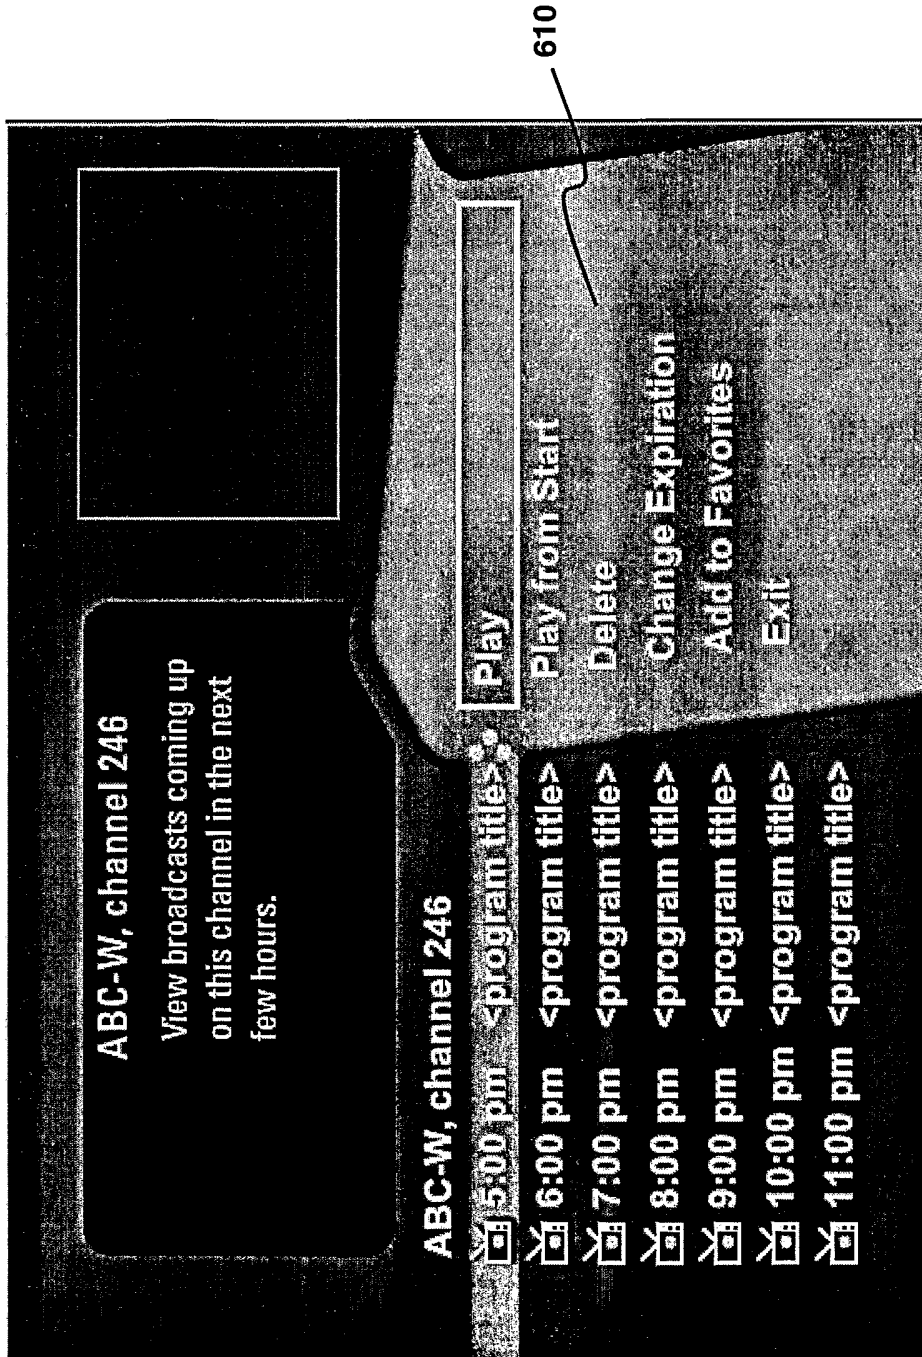 ABC-W, channel 246
View broadcasts coming up
on this channel in the next
few hours.
ABC-W, channel 246
5:00 pm <program title>
6:00 pm <program title>
7:00 pm <program title>
8:00 pm <program title>
9:00 pm <program title>
10:00 pm <program title>
11:00 pm <program title>
Play
Play from Start
Delete
Change Expiration
Add to Favorites
Exit
610